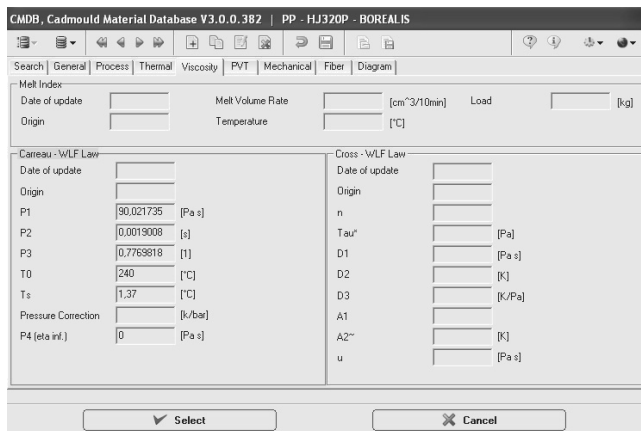 CMDB, Cadmould Material Database V3.0.0.382 | PP - HJ320P - BOREALIS
Search General Process Thermal Viscosity PVT Mechanical Fiber Diagram
Melt Index
Date of update Melt Volume Rate [cm^3/10min] Load [kg]
Origin Temperature [°C]
Carreau - WLF Law
Date of update
Origin
P1 90,021735 [Pa s]
P2 0,0019008 [s]
P3 0,7769818 [1]
T0 240 [°C]
Ts 1,37 [°C]
Pressure Correction [k/bar]
P4 (eta inf.) 0 [Pa s]
Cross - WLF Law
Date of update
Origin
n
Tau* [Pa]
D1 [Pa s]
D2 [K]
D3 [K/Pa]
A1
A2~ [K]
u [Pa s]
Select Cancel